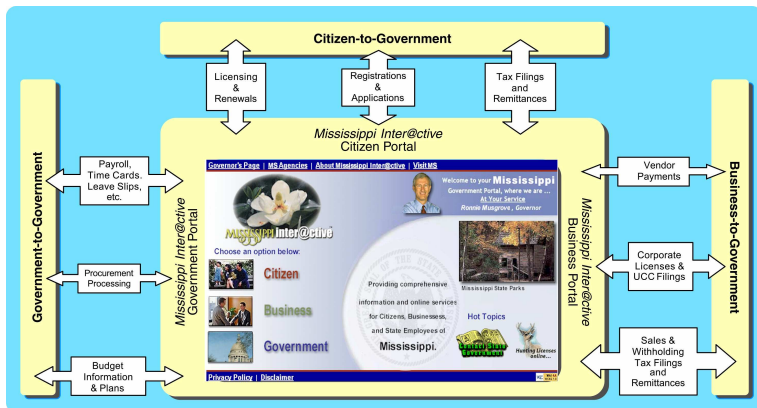 Citizen-to-Government
Licensing
&
Renewals
Registrations
&
Applications
Tax Filings
and
Remittances
Mississippi Inter@ctive
Citizen Portal
Government-to-Government
Payroll,
Time Cards.
Leave Slips,
etc.
Procurement
Processing
Budget
Information
& Plans
Mississippi Inter@ctive
Government Portal
Governor's Page | MS Agencies | About Mississippi Inter@ctive | Visit MS
Welcome to your Mississippi
Government Portal, where we are ...
At Your Service
Ronnie Musgrove, Governor
MISSISSIPPI inter@ctive
Choose an option below:
Citizen
Business
Government
Providing comprehensive
information and online services
for Citizens, Businessess,
and State Employees of
Mississippi.
Mississippi State Parks
Hot Topics
Contact State
Government
Hunting Licenses
online...
Privacy Policy | Disclaimer
Mississippi Inter@ctive
Business Portal
Vendor
Payments
Corporate
Licenses &
UCC Filings
Sales &
Withholding
Tax Filings
and
Remittances
Business-to-Government